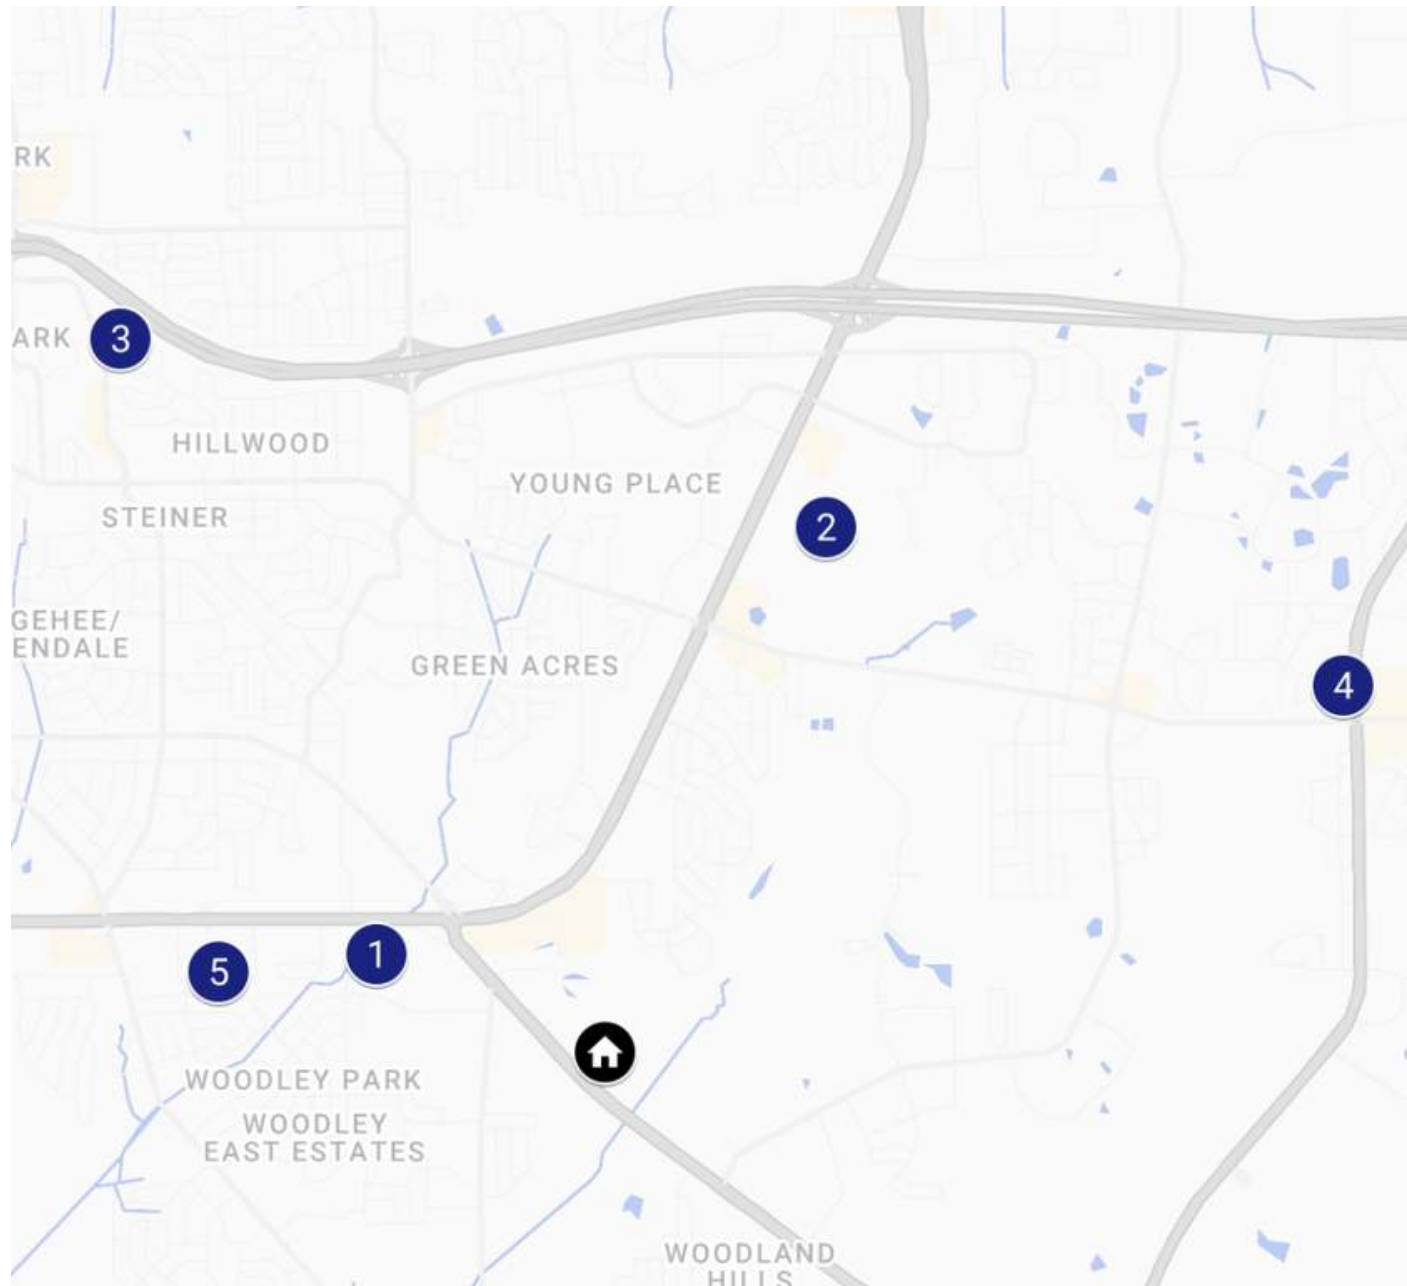 RK
ARK
3
HILLWOOD
YOUNG PLACE
STEINER
2
GEHEE/
ENDALE
GREEN ACRES
4
5
1
WOODLEY PARK
WOODLEY
EAST ESTATES
WOODLAND
HILLS